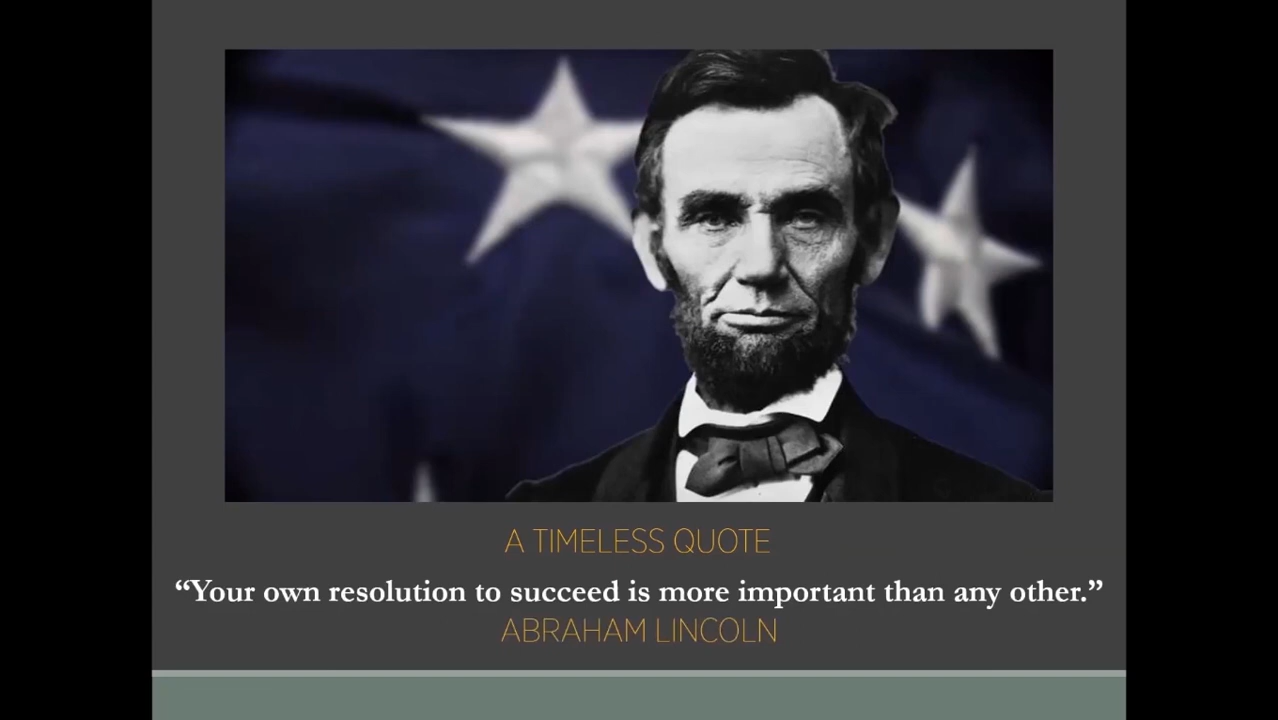 A TIMELESS QUOTE
“Your own resolution to succeed is more important than any other.”
ABRAHAM LINCOLN